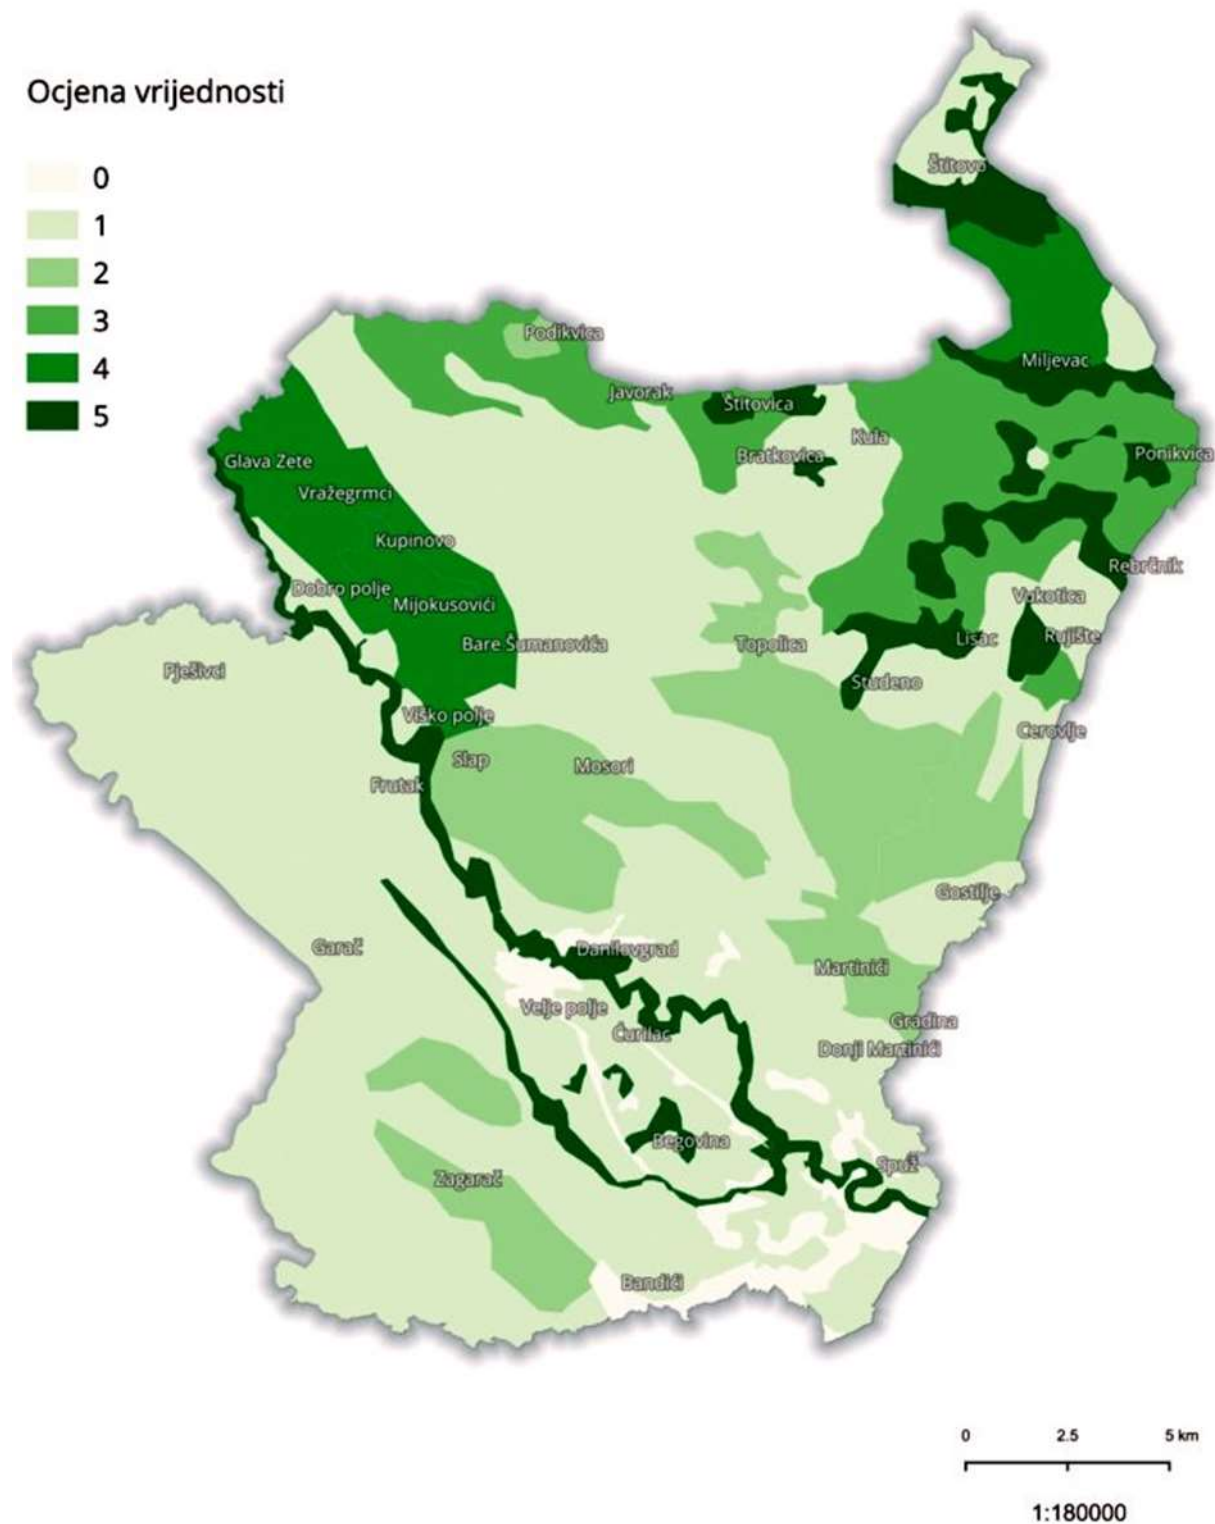 Ocjena vrijednosti
0
1
2
3
4
5
Štitovo
Podikvica
Miljevac
Javorak
Štitovica
Kula
Bratkovica
Ponikvica
Glava Zete
Vražegrmci
Kupinovo
Rebrčnik
Dobro polje
Mijokusovići
Vukotica
Bare Šumanovića
Topolica
Lisac
Rujište
Pješivci
Studeno
Viško polje
Cerovlje
Slap
Mosori
Frutak
Gostilje
Garač
Danilovgrad
Martinići
Velje polje
Ćurilac
Gradina
Donji Martinići
Begovina
Spuž
Zagarač
Bandići
0 2.5 5 km
1:180000